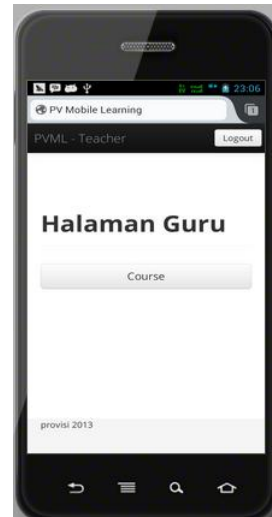 23:06
PV Mobile Learning
PVML - Teacher
Logout
Halaman Guru
Course
provisi 2013